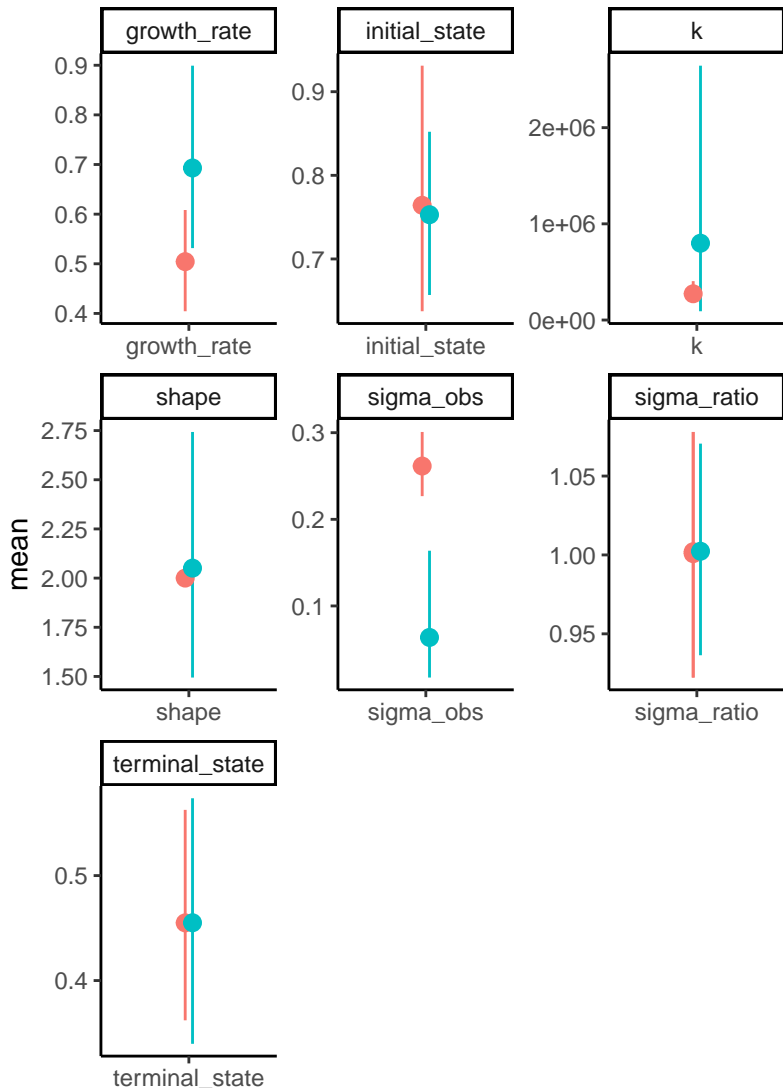 growth_rate
initial_state
k
0.9
0.8
0.7
0.6
0.5
0.4
growth_rate
0.9
0.8
0.7
initial_state
2e+06
1e+06
0e+00
k
mean
shape
sigma_obs
sigma_ratio
2.75
2.50
2.25
2.00
1.75
1.50
shape
0.3
0.2
0.1
sigma_obs
1.05
1.00
0.95
sigma_ratio
terminal_state
0.5
0.4
terminal_state